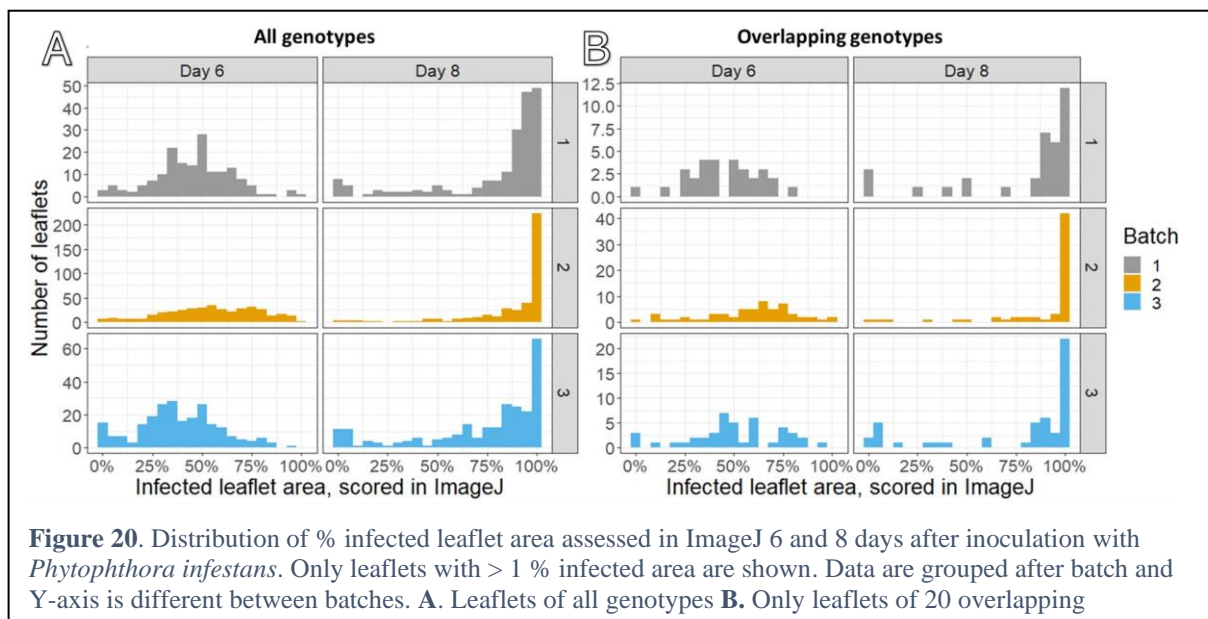 A
All genotypes
B
Overlapping genotypes
Day 6
Day 8
Day 6
Day 8
Number of leaflets
50
40
30
20
10
0
1
12.5
10.0
7.5
5.0
2.5
0.0
1
200
150
100
50
0
2
40
30
20
10
0
2
60
40
20
0
3
20
15
10
5
0
3
0% 25% 50% 75% 100%
0% 25% 50% 75% 100%
0% 25% 50% 75% 100%
0% 25% 50% 75% 100%
Infected leaflet area, scored in ImageJ
Infected leaflet area, scored in ImageJ
Batch
1
2
3
Figure 20. Distribution of % infected leaflet area assessed in ImageJ 6 and 8 days after inoculation with
Phytophthora infestans. Only leaflets with > 1 % infected area are shown. Data are grouped after batch and
Y-axis is different between batches. A. Leaflets of all genotypes B. Only leaflets of 20 overlapping